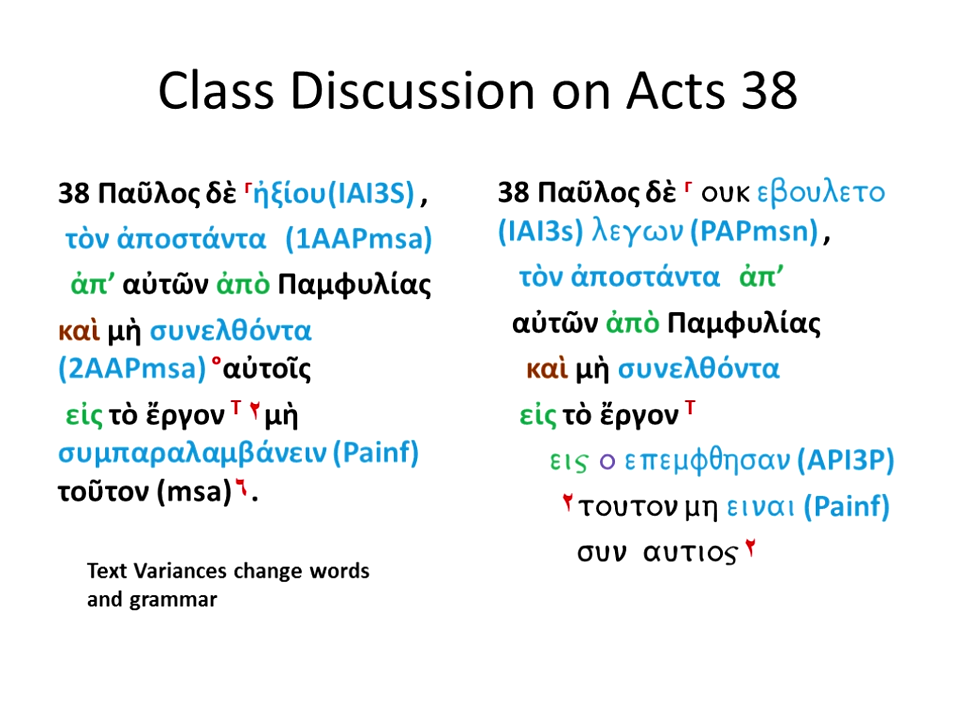 Class Discussion on Acts 38
38 Παῦλος δὲ ⸀ἠξίου(IAI3S) ,
τὸν ἀποστάντα (1AAPmsa)
ἀπ’ αὐτῶν ἀπὸ Παμφυλίας
καὶ μὴ συνελθόντα
(2AAPmsa) °αὐτοῖς
εἰς τὸ ἔργον ⸆ ⸂μὴ
συμπαραλαμβάνειν (Painf)
τοῦτον (msa)⸃ .
Text Variances change words
and grammar
38 Παῦλος δὲ ⸀ ουκ εβουλετο
(IAI3s) λεγων (PAPmsn) ,
τὸν ἀποστάντα ἀπ’
αὐτῶν ἀπὸ Παμφυλίας
καὶ μὴ συνελθόντα
εἰς τὸ ἔργον ⸆
εις ο επεμφθησαν (API3P)
⸂τουτον μη ειναι (Painf)
συν αυτιος ⸂